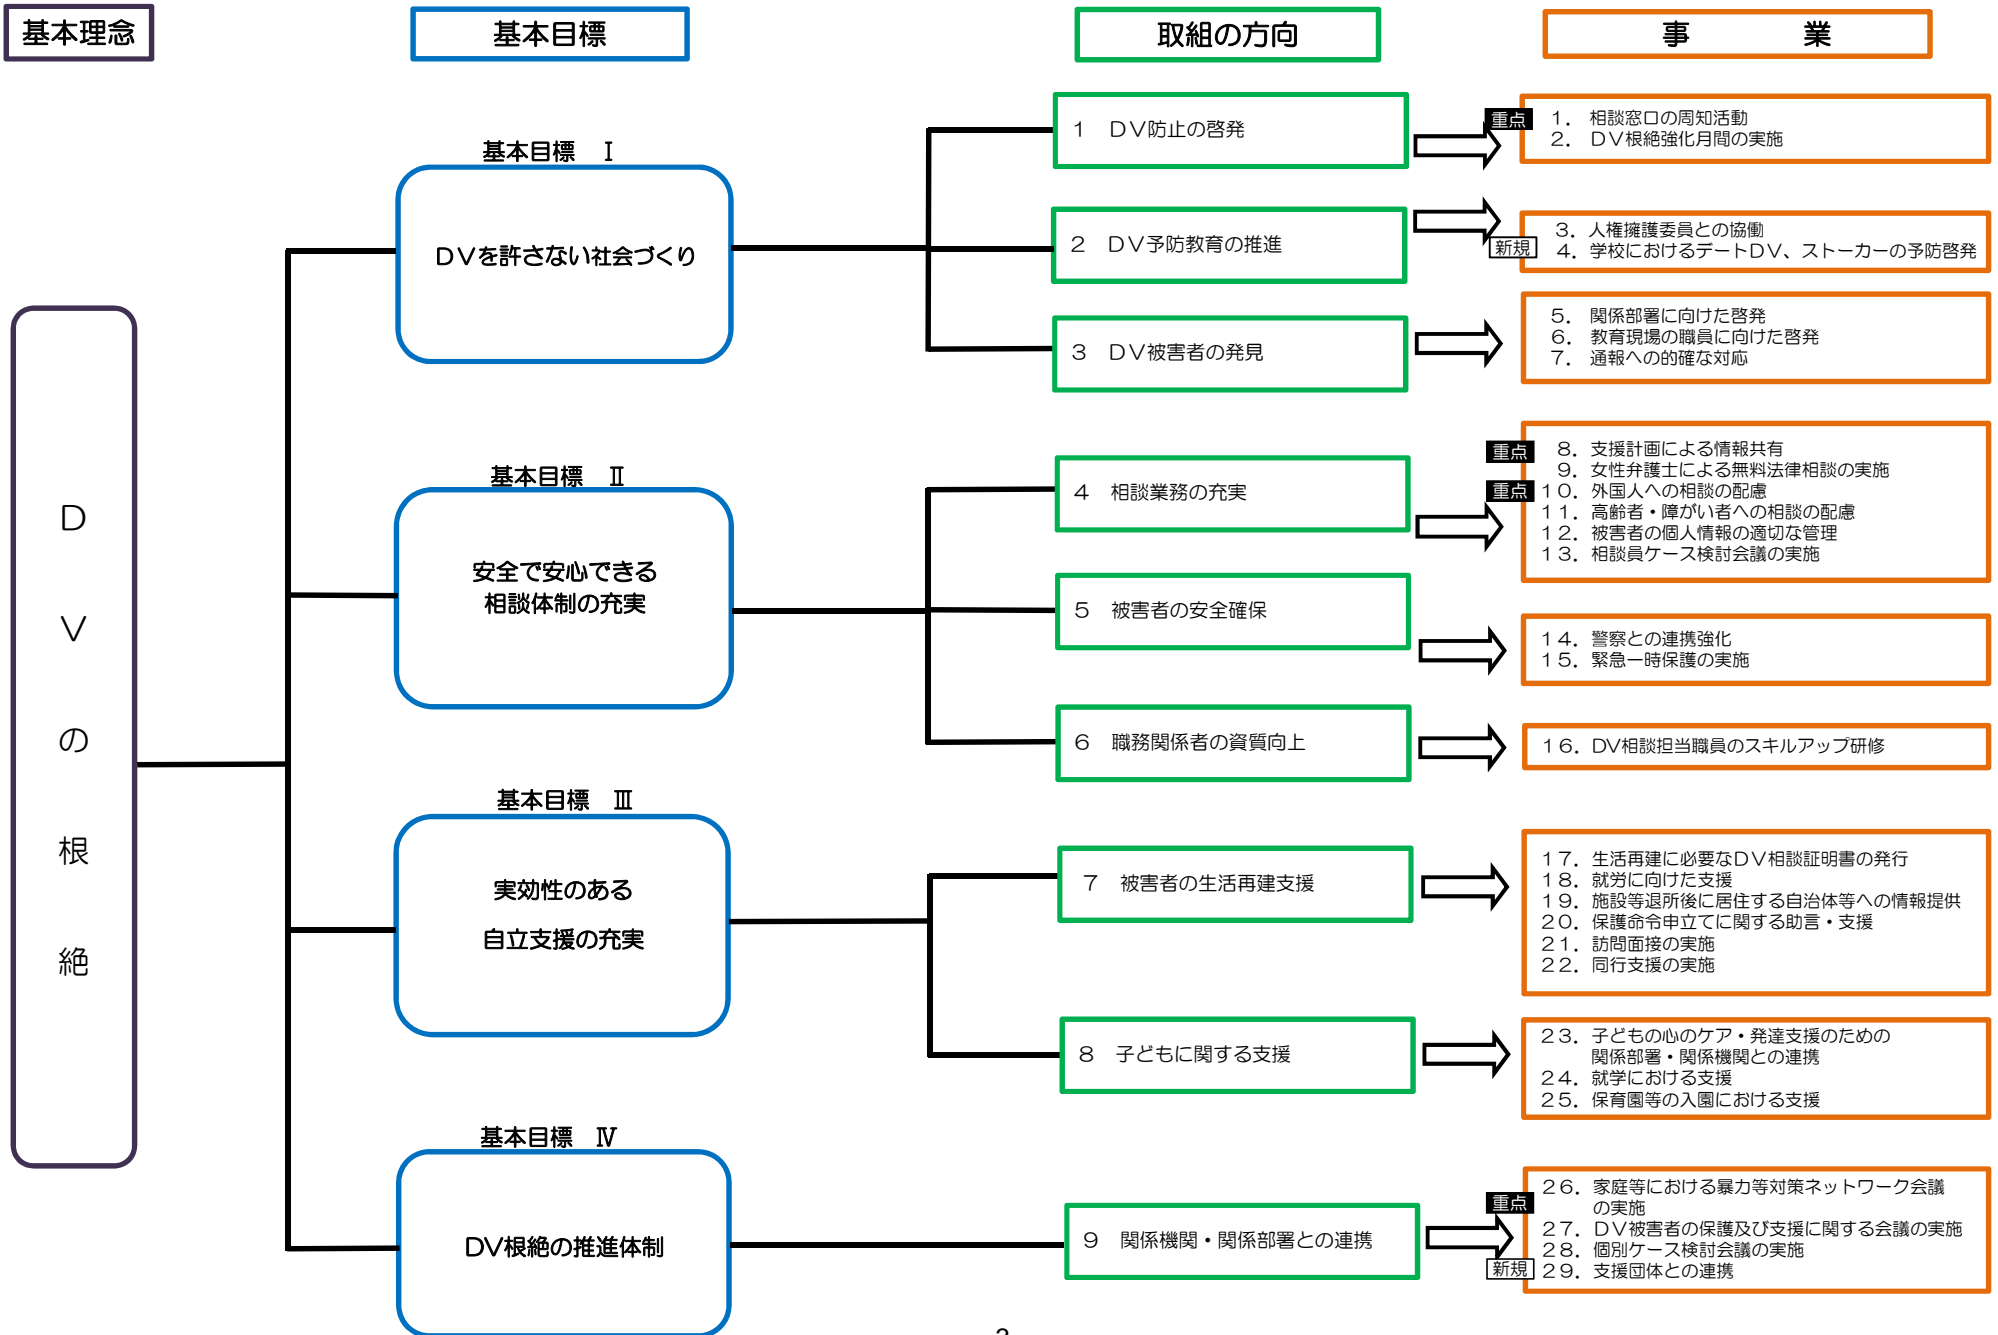 基本理念
基本目標
取組の方向
事　業
ＤＶの根絶
基本目標　Ⅰ
ＤＶを許さない社会づくり
１　ＤＶ防止の啓発
重点
１．相談窓口の周知活動
２．ＤＶ根絶強化月間の実施
２　ＤＶ予防教育の推進
３．人権擁護委員との協働
新規
４．学校におけるデートＤＶ、ストーカーの予防啓発
３　ＤＶ被害者の発見
５．関係部署に向けた啓発
６．教育現場の職員に向けた啓発
７．通報への的確な対応
基本目標　Ⅱ
安全で安心できる
相談体制の充実
４　相談業務の充実
重点
８．支援計画による情報共有
９．女性弁護士による無料法律相談の実施
重点
１０．外国人への相談の配慮
１１．高齢者・障がい者への相談の配慮
１２．被害者の個人情報の適切な管理
１３．相談員ケース検討会議の実施
５　被害者の安全確保
１４．警察との連携強化
１５．緊急一時保護の実施
６　職務関係者の資質向上
１６．DV相談担当職員のスキルアップ研修
基本目標　Ⅲ
実効性のある
自立支援の充実
７　被害者の生活再建支援
１７．生活再建に必要なＤＶ相談証明書の発行
１８．就労に向けた支援
１９．施設等退所後に居住する自治体等への情報提供
２０．保護命令申立てに関する助言・支援
２１．訪問面接の実施
２２．同行支援の実施
８　子どもに関する支援
２３．子どもの心のケア・発達支援のための
関係部署・関係機関との連携
２４．就学における支援
２５．保育園等の入園における支援
基本目標　Ⅳ
DV根絶の推進体制
９　関係機関・関係部署との連携
重点
２６．家庭等における暴力等対策ネットワーク会議
の実施
２７．ＤＶ被害者の保護及び支援に関する会議の実施
２８．個別ケース検討会議の実施
新規
２９．支援団体との連携